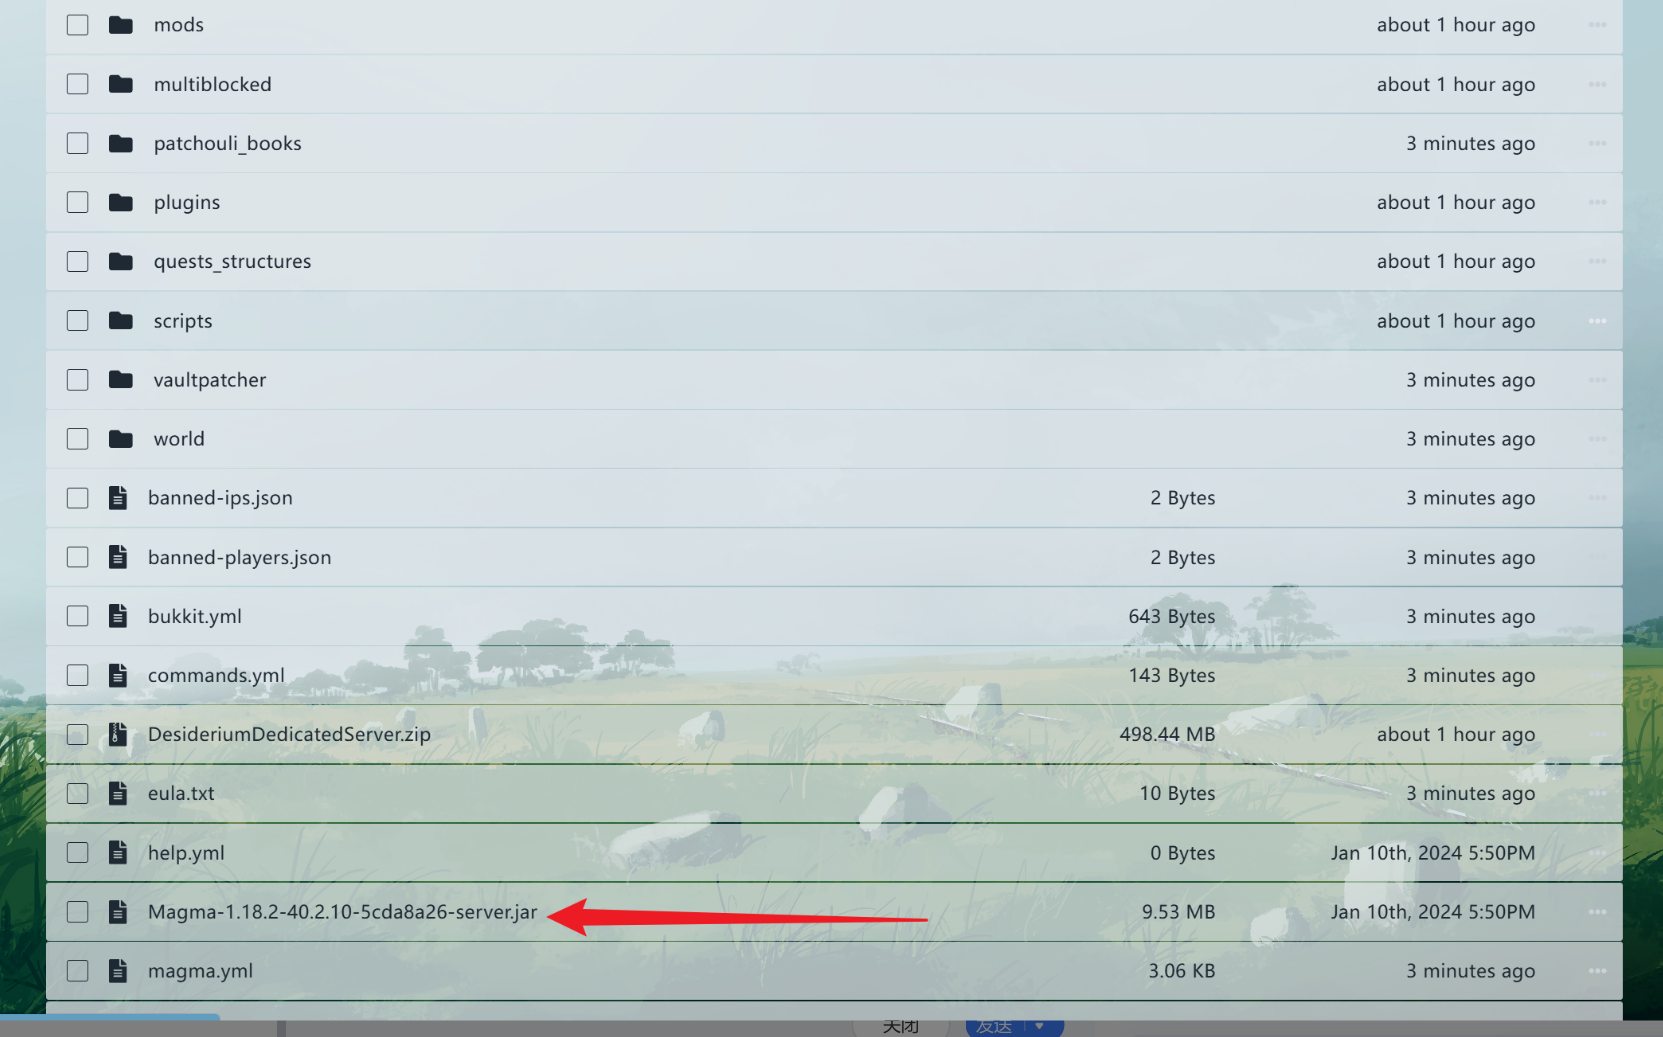 mods about 1 hour ago
multiblocked about 1 hour ago
patchouli_books 3 minutes ago
plugins about 1 hour ago
quests_structures about 1 hour ago
scripts about 1 hour ago
vaultpatcher 3 minutes ago
world 3 minutes ago
banned-ips.json 2 Bytes 3 minutes ago
banned-players.json 2 Bytes 3 minutes ago
bukkit.yml 643 Bytes 3 minutes ago
commands.yml 143 Bytes 3 minutes ago
DesideriumDedicatedServer.zip 498.44 MB about 1 hour ago
eula.txt 10 Bytes 3 minutes ago
help.yml 0 Bytes Jan 10th, 2024 5:50PM
Magma-1.18.2-40.2.10-5cda8a26-server.jar 9.53 MB Jan 10th, 2024 5:50PM
magma.yml 3.06 KB 3 minutes ago
关闭 发送